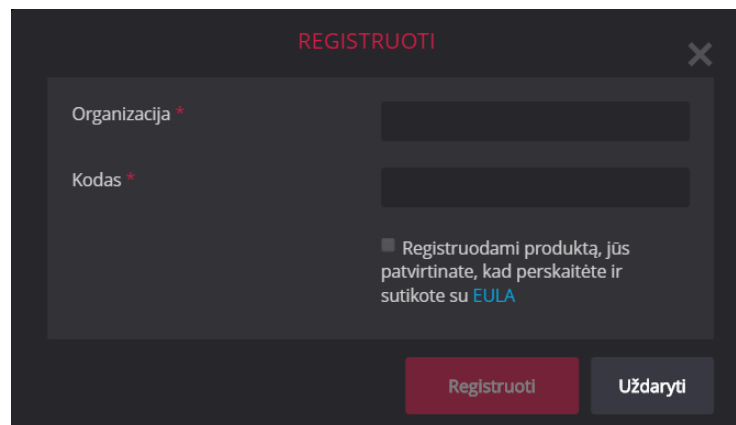 REGISTRUOTI
Organizacija *
Kodas *
Registruodami produktą, jūs
patvirtinate, kad perskaitėte ir
sutikote su EULA
Registruoti
Uždaryti